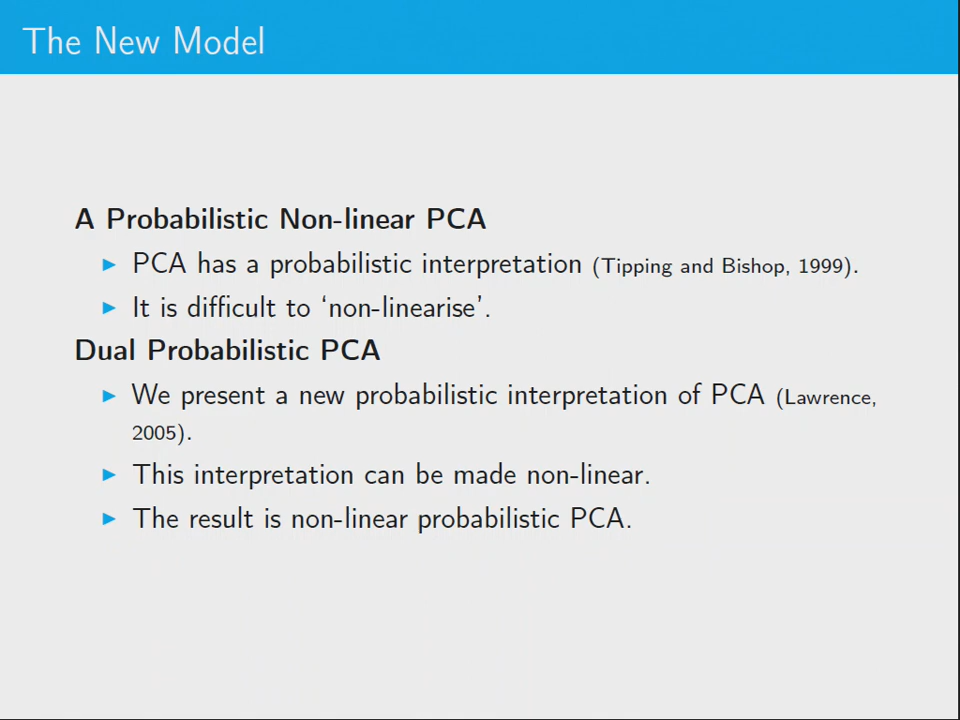 The New Model
A Probabilistic Non-linear PCA
▶ PCA has a probabilistic interpretation (Tipping and Bishop, 1999).
▶ It is difficult to ‘non-linearise’.
Dual Probabilistic PCA
▶ We present a new probabilistic interpretation of PCA (Lawrence,
2005).
▶ This interpretation can be made non-linear.
▶ The result is non-linear probabilistic PCA.